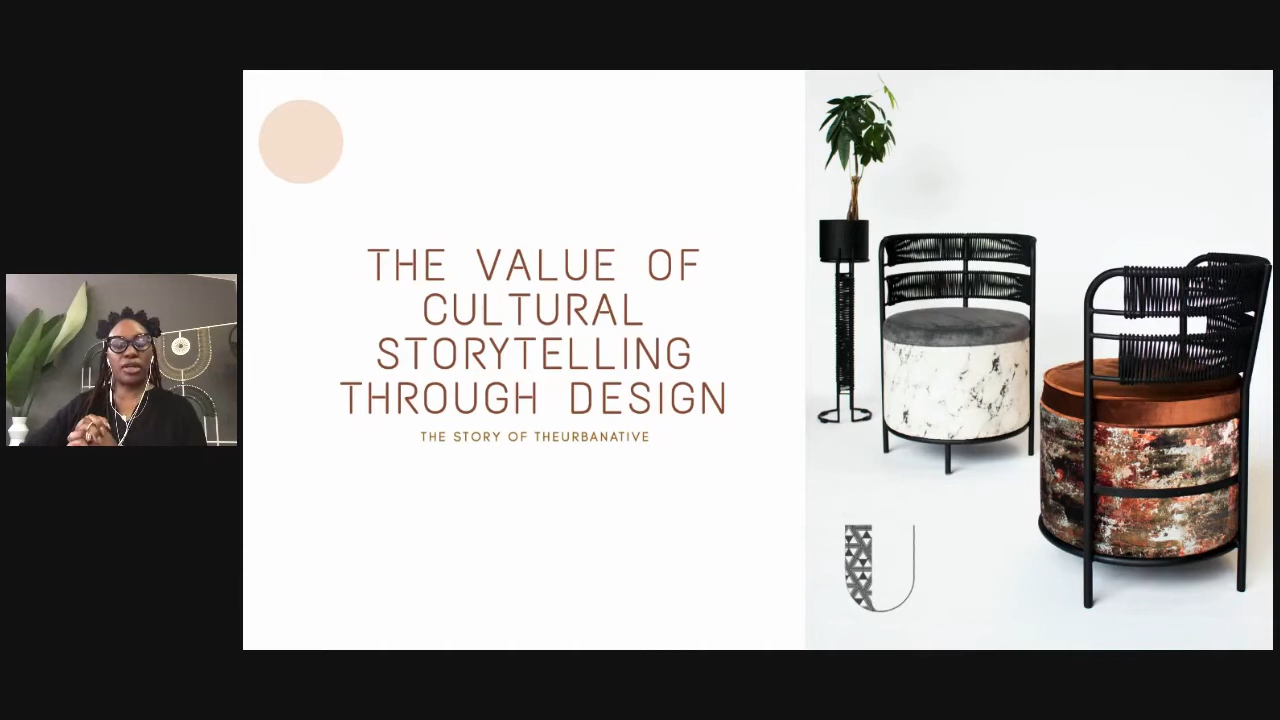 THE VALUE OF
CULTURAL
STORYTELLING
THROUGH DESIGN
THE STORY OF THEURBANATIVE
U